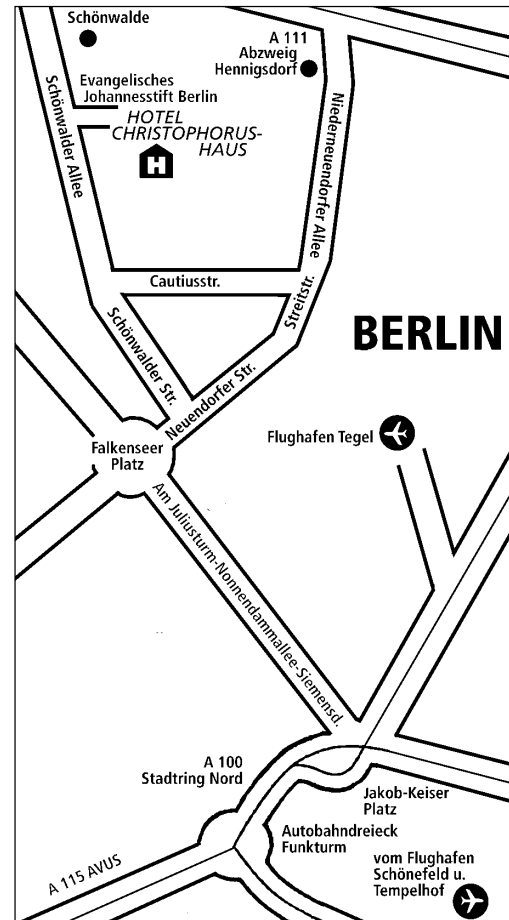 Schönwalde
A 111
Abzweig
Hennigsdorf
Evangelisches
Johannesstift Berlin
HOTEL
CHRISTOPHORUS-
HAUS
H
Schönwalder Allee
Niederneuendorfer Allee
Cautiusstr.
Streitstr.
Schönwalder Str.
BERLIN
Neuendorfer Str.
Flughafen Tegel
Falkenseer
Platz
Am Juliusturm-Nonnendammallee-Siemensd.
A 100
Stadtring Nord
Jakob-Keiser
Platz
Autobahndreieck
Funkturm
A 115 AVUS
vom Flughafen
Schönefeld u.
Tempelhof